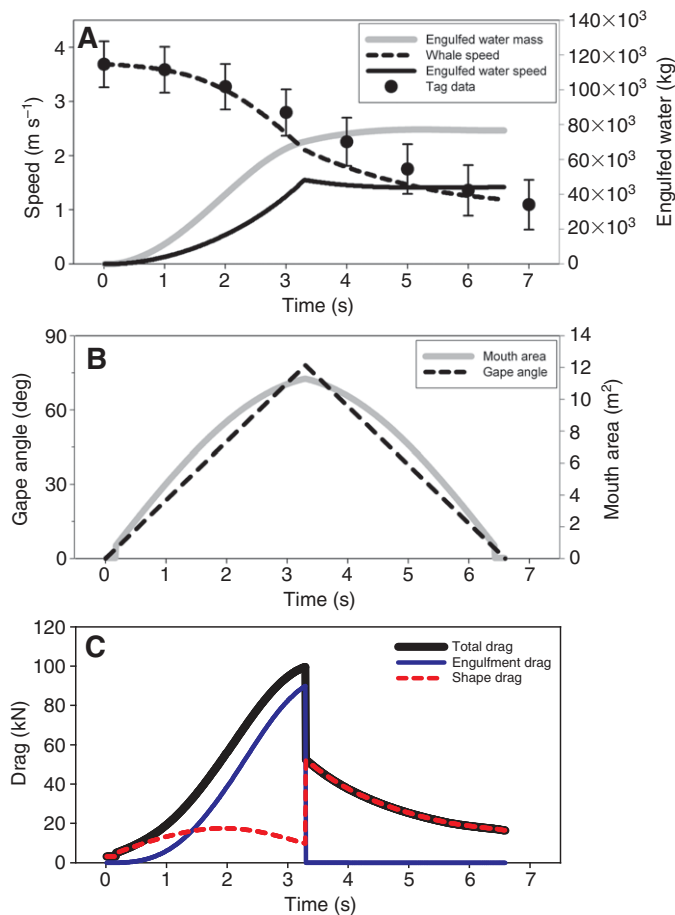 A
Engulfed water mass
Whale speed
Engulfed water speed
Tag data
Speed (m s⁻¹)
4
3
2
1
0
Engulfed water (kg)
140×10³
120×10³
100×10³
80×10³
60×10³
40×10³
20×10³
0
0 1 2 3 4 5 6 7
Time (s)
B
Mouth area
Gape angle
Gape angle (deg)
90
60
30
0
Mouth area (m²)
14
12
10
8
6
4
2
0
0 1 2 3 4 5 6 7
Time (s)
C
Total drag
Engulfment drag
Shape drag
Drag (kN)
120
100
80
60
40
20
0
0 1 2 3 4 5 6 7
Time (s)